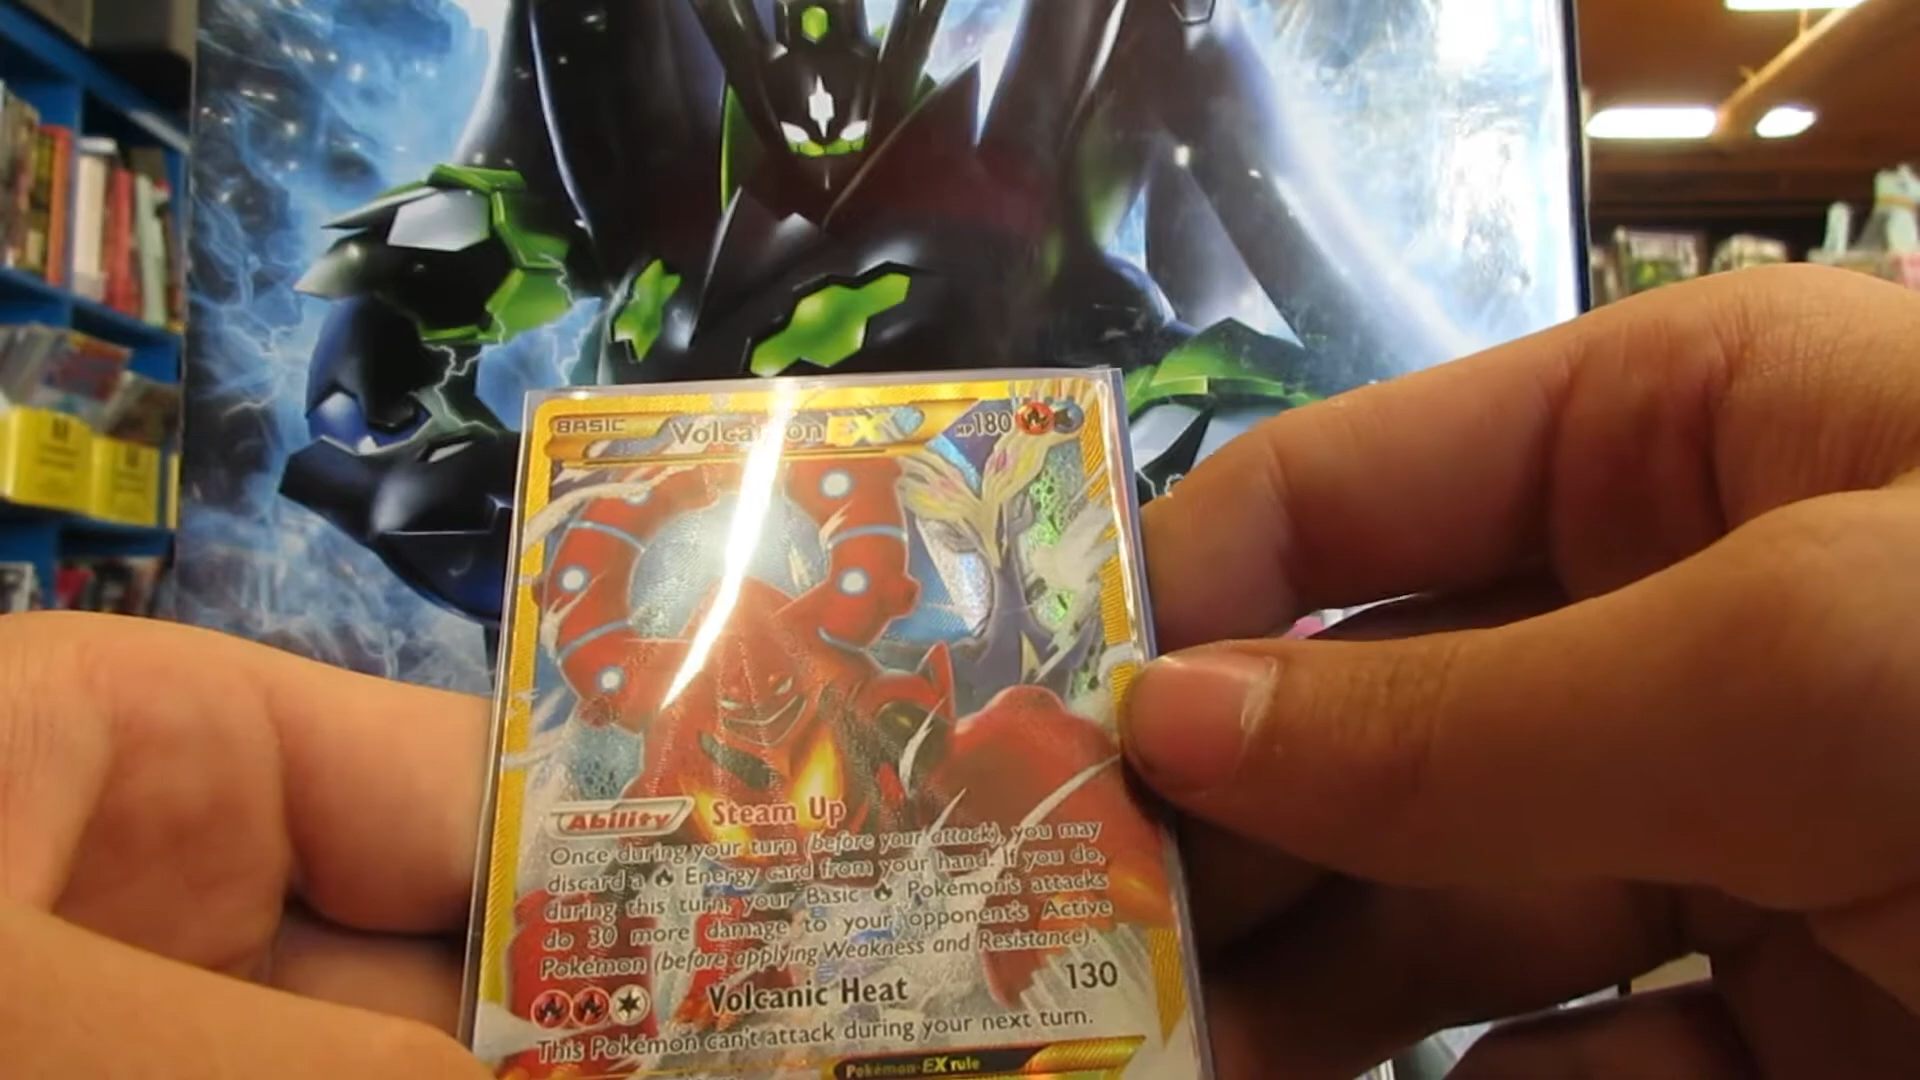 BASIC Volcanion EX HP180
Ability Steam Up
Once during your turn (before your attack), you may
discard a Energy card from your hand. If you do,
during this turn, your Basic Pokémon's attacks
do 30 more damage to your opponent's Active
Pokémon (before applying Weakness and Resistance).
Volcanic Heat 130
This Pokémon can't attack during your next turn.
Pokémon-EX rule